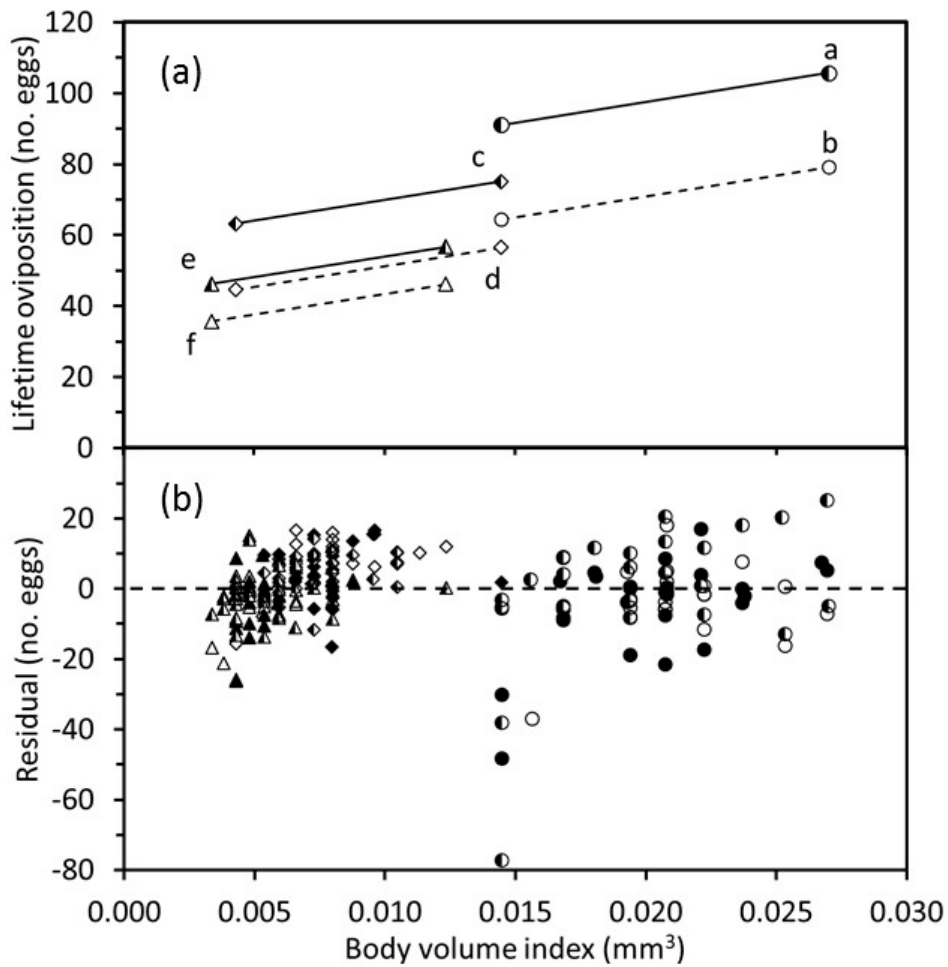 120
100
80
60
40
20
0
Lifetime oviposition (no. eggs)
(a)
a
b
c
d
e
f
20
0
-20
-40
-60
-80
Residual (no. eggs)
(b)
0.000 0.005 0.010 0.015 0.020 0.025 0.030
Body volume index (mm³)